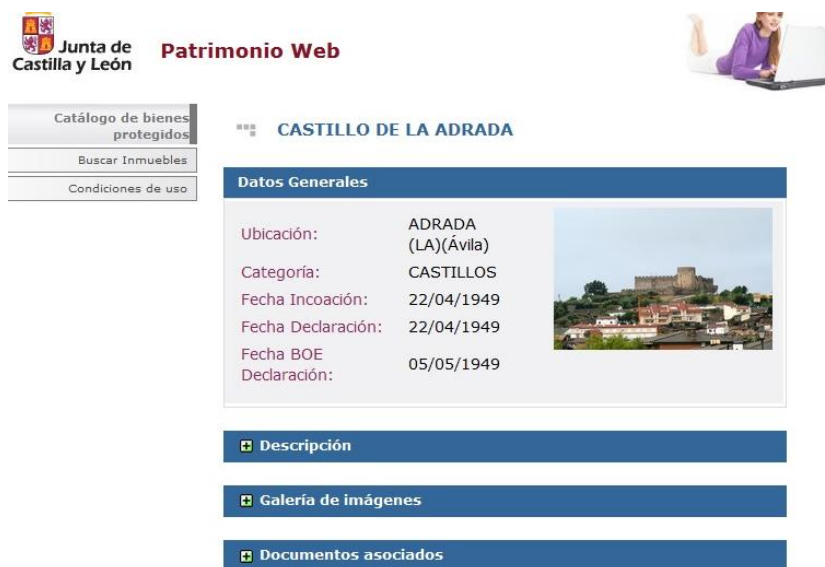 Junta de
Castilla y León
Patrimonio Web
Catálogo de bienes
protegidos
Buscar Inmuebles
Condiciones de uso
CASTILLO DE LA ADRADA
Datos Generales
Ubicación: ADRADA
(LA)(Ávila)
Categoría: CASTILLOS
Fecha Incoación: 22/04/1949
Fecha Declaración: 22/04/1949
Fecha BOE
Declaración: 05/05/1949
Descripción
Galería de imágenes
Documentos asociados